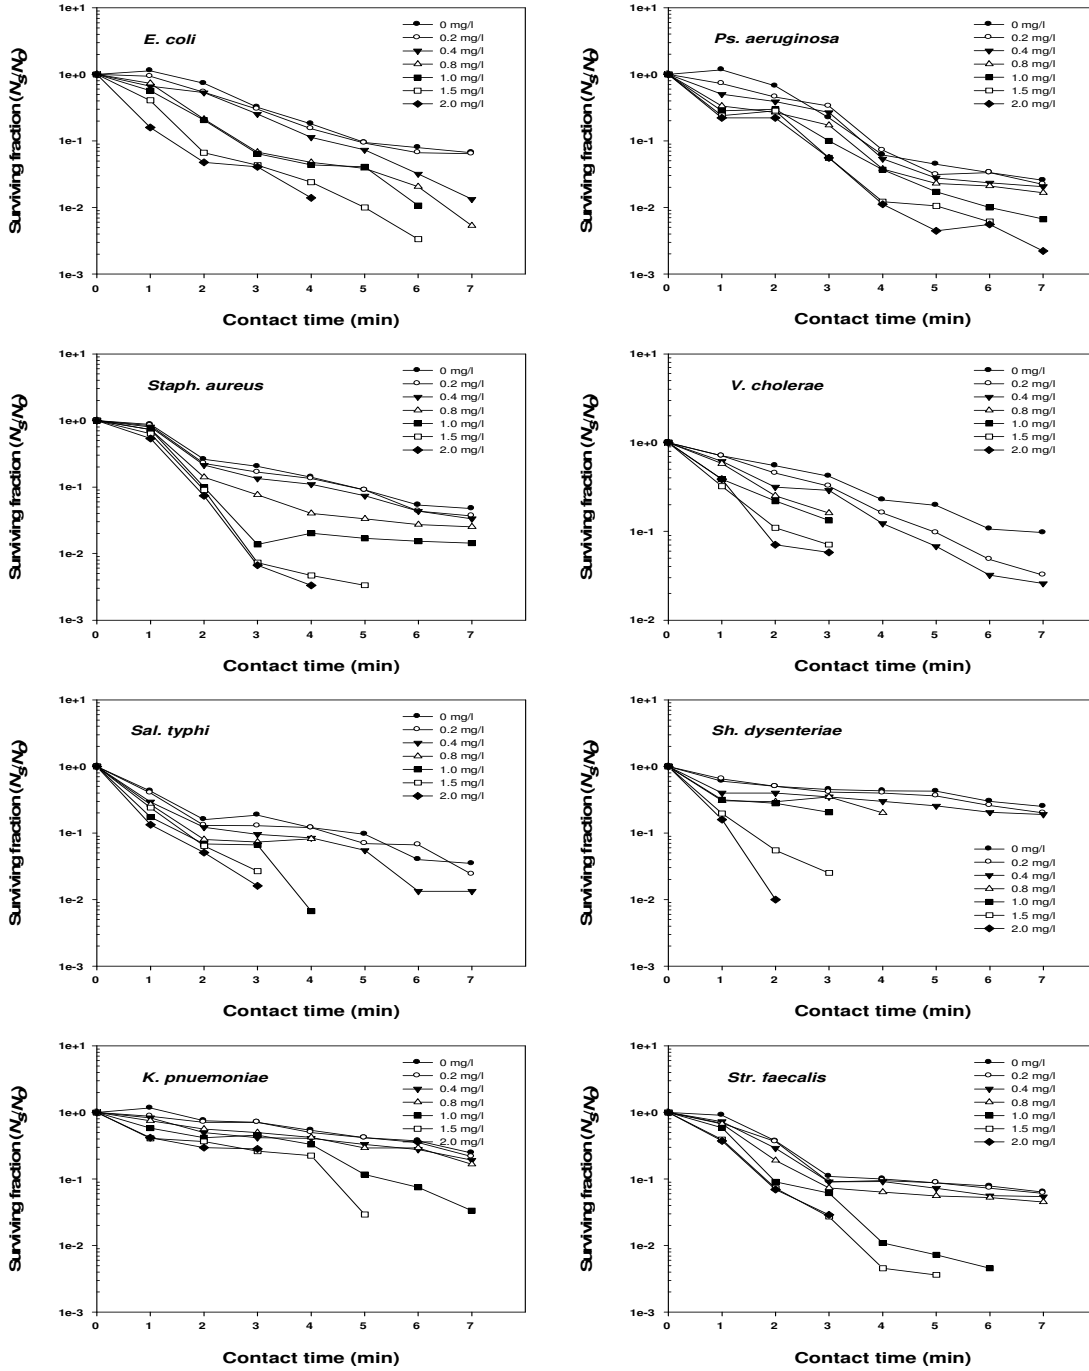 E. coli
0 mg/l
0.2 mg/l
0.4 mg/l
0.8 mg/l
1.0 mg/l
1.5 mg/l
2.0 mg/l
1e+1
1e+0
1e-1
1e-2
1e-3
Surviving fraction (Ns/N0)
0 1 2 3 4 5 6 7
Contact time (min)
Ps. aeruginosa
0 mg/l
0.2 mg/l
0.4 mg/l
0.8 mg/l
1.0 mg/l
1.5 mg/l
2.0 mg/l
1e+1
1e+0
1e-1
1e-2
1e-3
Surviving fraction (Ns/N0)
0 1 2 3 4 5 6 7
Contact time (min)
Staph. aureus
0 mg/l
0.2 mg/l
0.4 mg/l
0.8 mg/l
1.0 mg/l
1.5 mg/l
2.0 mg/l
1e+1
1e+0
1e-1
1e-2
1e-3
Surviving fraction (Ns/N0)
0 1 2 3 4 5 6 7
Contact time (min)
V. cholerae
0 mg/l
0.2 mg/l
0.4 mg/l
0.8 mg/l
1.0 mg/l
1.5 mg/l
2.0 mg/l
1e+1
1e+0
1e-1
1e-2
Surviving fraction (Ns/N0)
0 1 2 3 4 5 6 7
Contact time (min)
Sal. typhi
0 mg/l
0.2 mg/l
0.4 mg/l
0.8 mg/l
1.0 mg/l
1.5 mg/l
2.0 mg/l
1e+1
1e+0
1e-1
1e-2
1e-3
Surviving fraction (Ns/N0)
0 1 2 3 4 5 6 7
Contact time (min)
Sh. dysenteriae
0 mg/l
0.2 mg/l
0.4 mg/l
0.8 mg/l
1.0 mg/l
1.5 mg/l
2.0 mg/l
1e+1
1e+0
1e-1
1e-2
1e-3
Surviving fraction (Ns/N0)
0 1 2 3 4 5 6 7
Contact time (min)
K. pnuemoniae
0 mg/l
0.2 mg/l
0.4 mg/l
0.8 mg/l
1.0 mg/l
1.5 mg/l
2.0 mg/l
1e+1
1e+0
1e-1
1e-2
1e-3
Surviving fraction (Ns/N0)
0 1 2 3 4 5 6 7
Contact time (min)
Str. faecalis
0 mg/l
0.2 mg/l
0.4 mg/l
0.8 mg/l
1.0 mg/l
1.5 mg/l
2.0 mg/l
1e+1
1e+0
1e-1
1e-2
1e-3
Surviving fraction (Ns/N0)
0 1 2 3 4 5 6 7
Contact time (min)